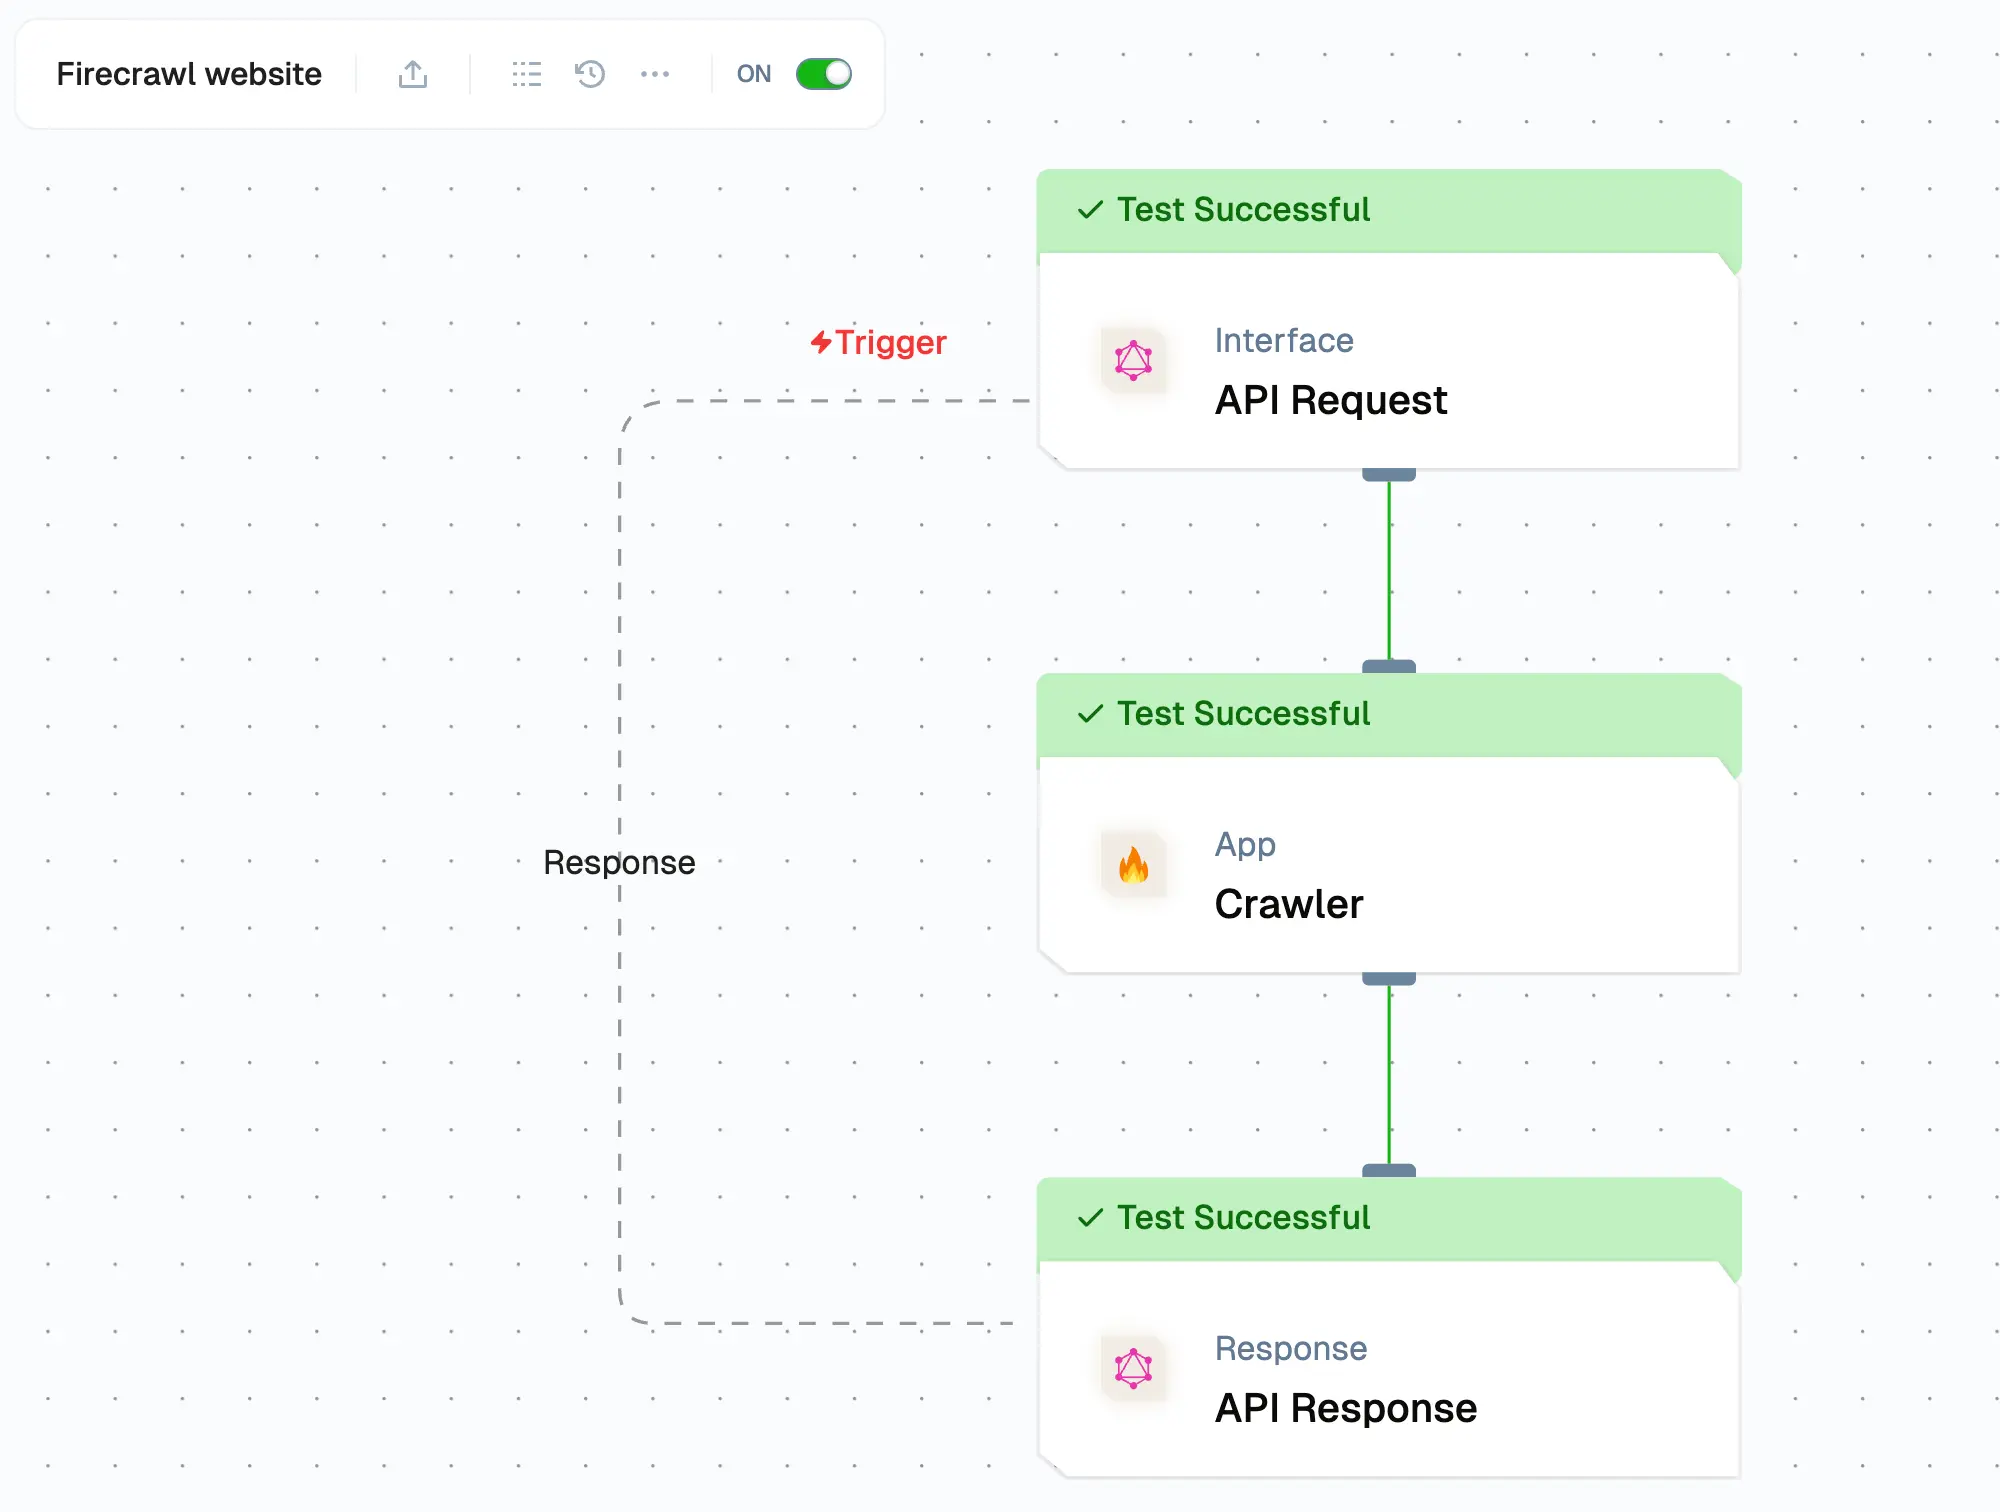 Firecrawl website
ON
Test Successful
Trigger
Interface
API Request
Test Successful
Response
App
Crawler
Test Successful
Response
API Response